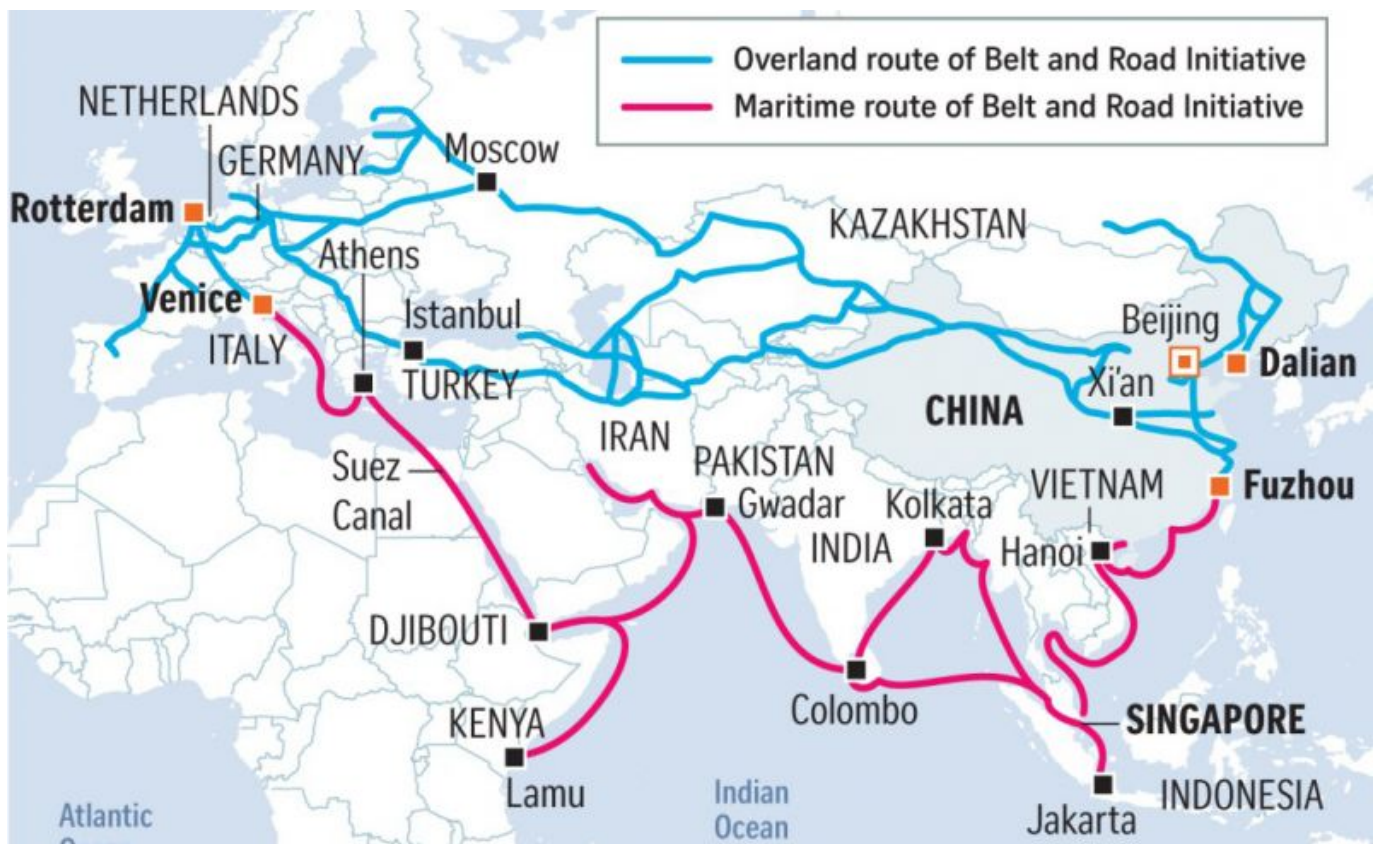 Overland route of Belt and Road Initiative
Maritime route of Belt and Road Initiative
NETHERLANDS
GERMANY
Moscow
Rotterdam
KAZAKHSTAN
Athens
Venice
Istanbul
Beijing
ITALY
TURKEY
Xi'an
Dalian
CHINA
IRAN
Suez
Canal
PAKISTAN
Gwadar
Kolkata
VIETNAM
Fuzhou
INDIA
Hanoi
DJIBOUTI
Colombo
SINGAPORE
KENYA
Lamu
Indian
Ocean
INDONESIA
Jakarta
Atlantic